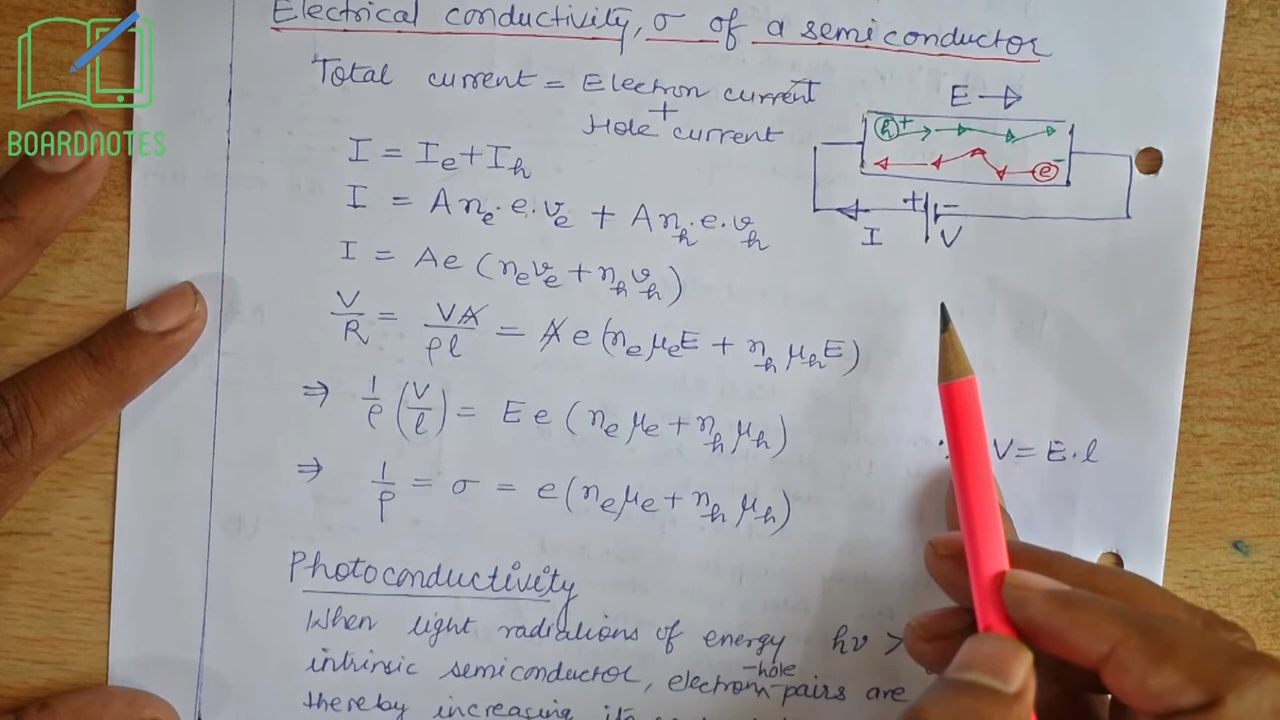 BOARDNOTES
Electrical conductivity, σ of a semiconductor
Total current = Electron current
+
Hole current
I = Ie + Ih
I = Ane.e.ve + Anh.e.vh
I = Ae (neve + nhvh)
V/R = VA/ρl = Ae (neμeE + nhμhE)
⇒ 1/ρ (V/l) = Ee (neμe + nhμh)
⇒ 1/ρ = σ = e(neμe + nhμh)
E →
h+
e-
+ -
I V
V = E.l
Photoconductivity
When light radiations of energy hν >
intrinsic semiconductor, electron-hole pairs are
thereby increasing its